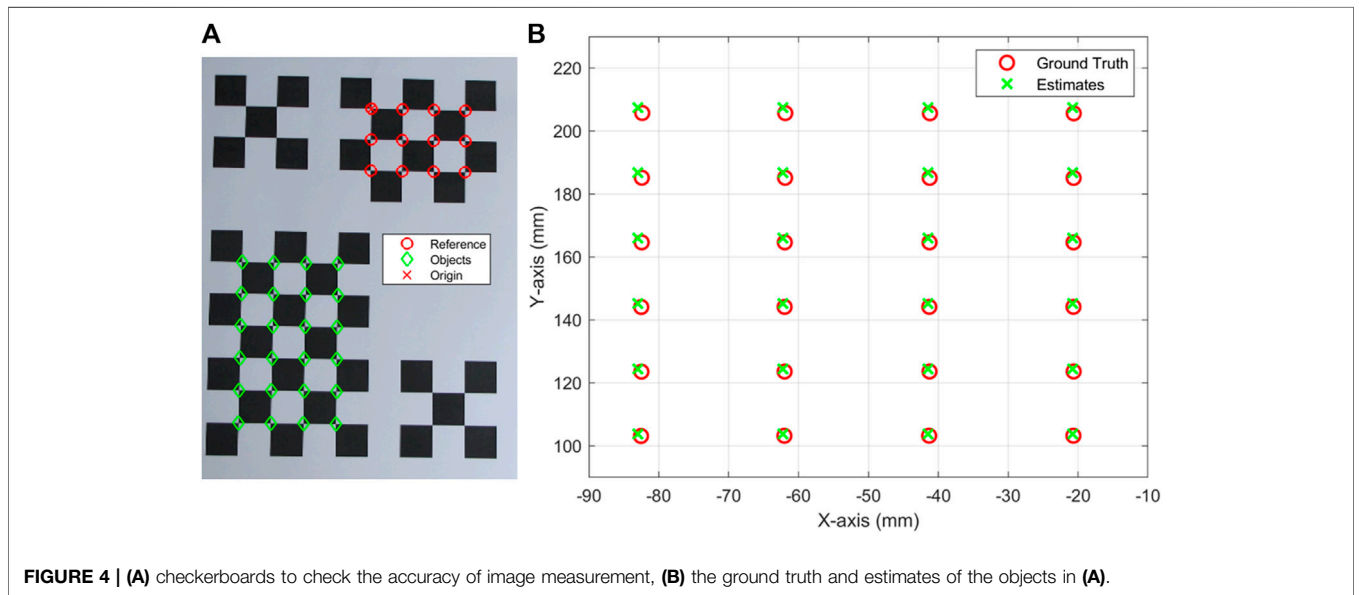 A
Reference
Objects
Origin
B
Ground Truth
Estimates
220
200
180
160
140
120
100
Y-axis (mm)
-90 -80 -70 -60 -50 -40 -30 -20 -10
X-axis (mm)
FIGURE 4 | (A) checkerboards to check the accuracy of image measurement, (B) the ground truth and estimates of the objects in (A).